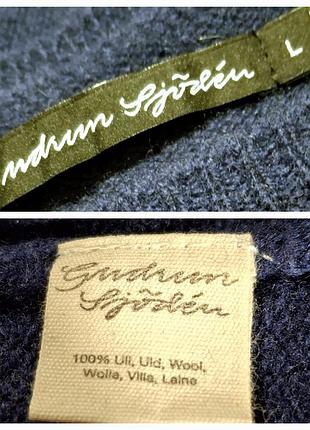 udrun Sjödén L
Gudrun
Sjödén
100% Ull, Uld, Wool,
Wolle, Villa, Laine